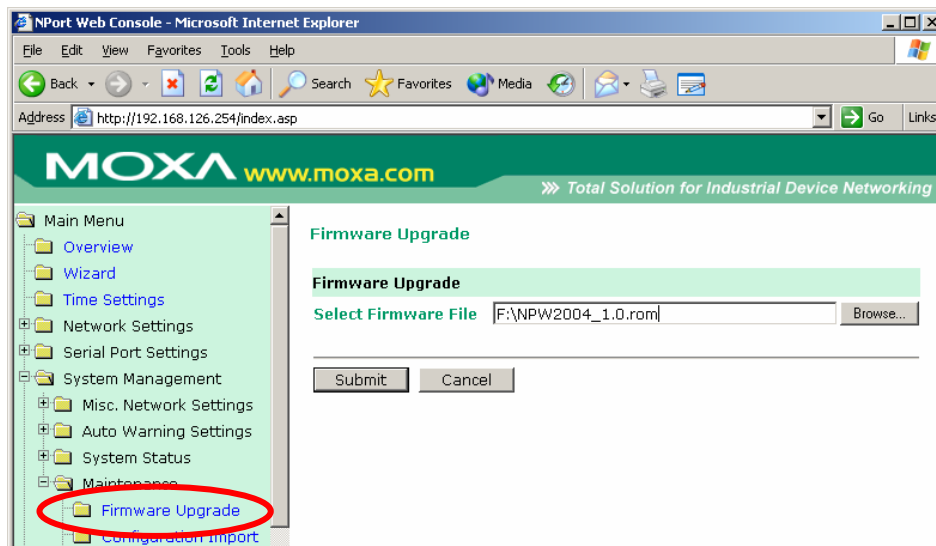 NPort Web Console - Microsoft Internet Explorer
File Edit View Favorites Tools Help
Back Search Favorites Media
Address http://192.168.126.254/index.asp Go Links
MOXA www.moxa.com
Total Solution for Industrial Device Networking
Main Menu
Overview
Wizard
Time Settings
Network Settings
Serial Port Settings
System Management
Misc. Network Settings
Auto Warning Settings
System Status
Maintenance
Firmware Upgrade
Configuration Import
Firmware Upgrade
Firmware Upgrade
Select Firmware File F:\NPW2004_1.0.rom Browse...
Submit Cancel